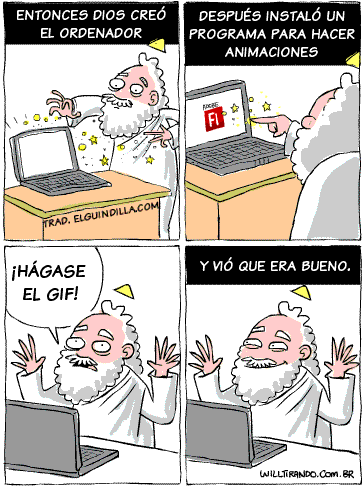 ENTONCES DIOS CREÓ
EL ORDENADOR
TRAD. ELGUINDILLA.COM
DESPUÉS INSTALÓ UN
PROGRAMA PARA HACER
ANIMACIONES
ADOBE
Fl
¡HÁGASE
EL GIF!
Y VIÓ QUE ERA BUENO.
WILLTIRANDO.COM.BR